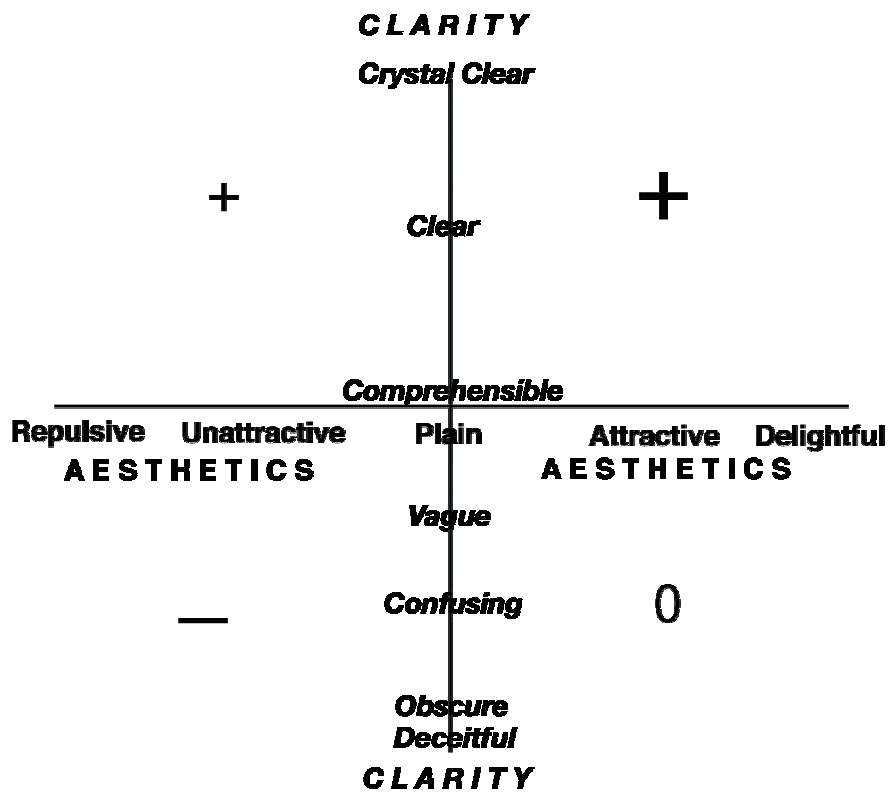 CLARITY
Crystal Clear
+ +
Clear
Comprehensible
Repulsive Unattractive Plain Attractive Delightful
AESTHETICS AESTHETICS
Vague
— Confusing 0
Obscure
Deceitful
CLARITY